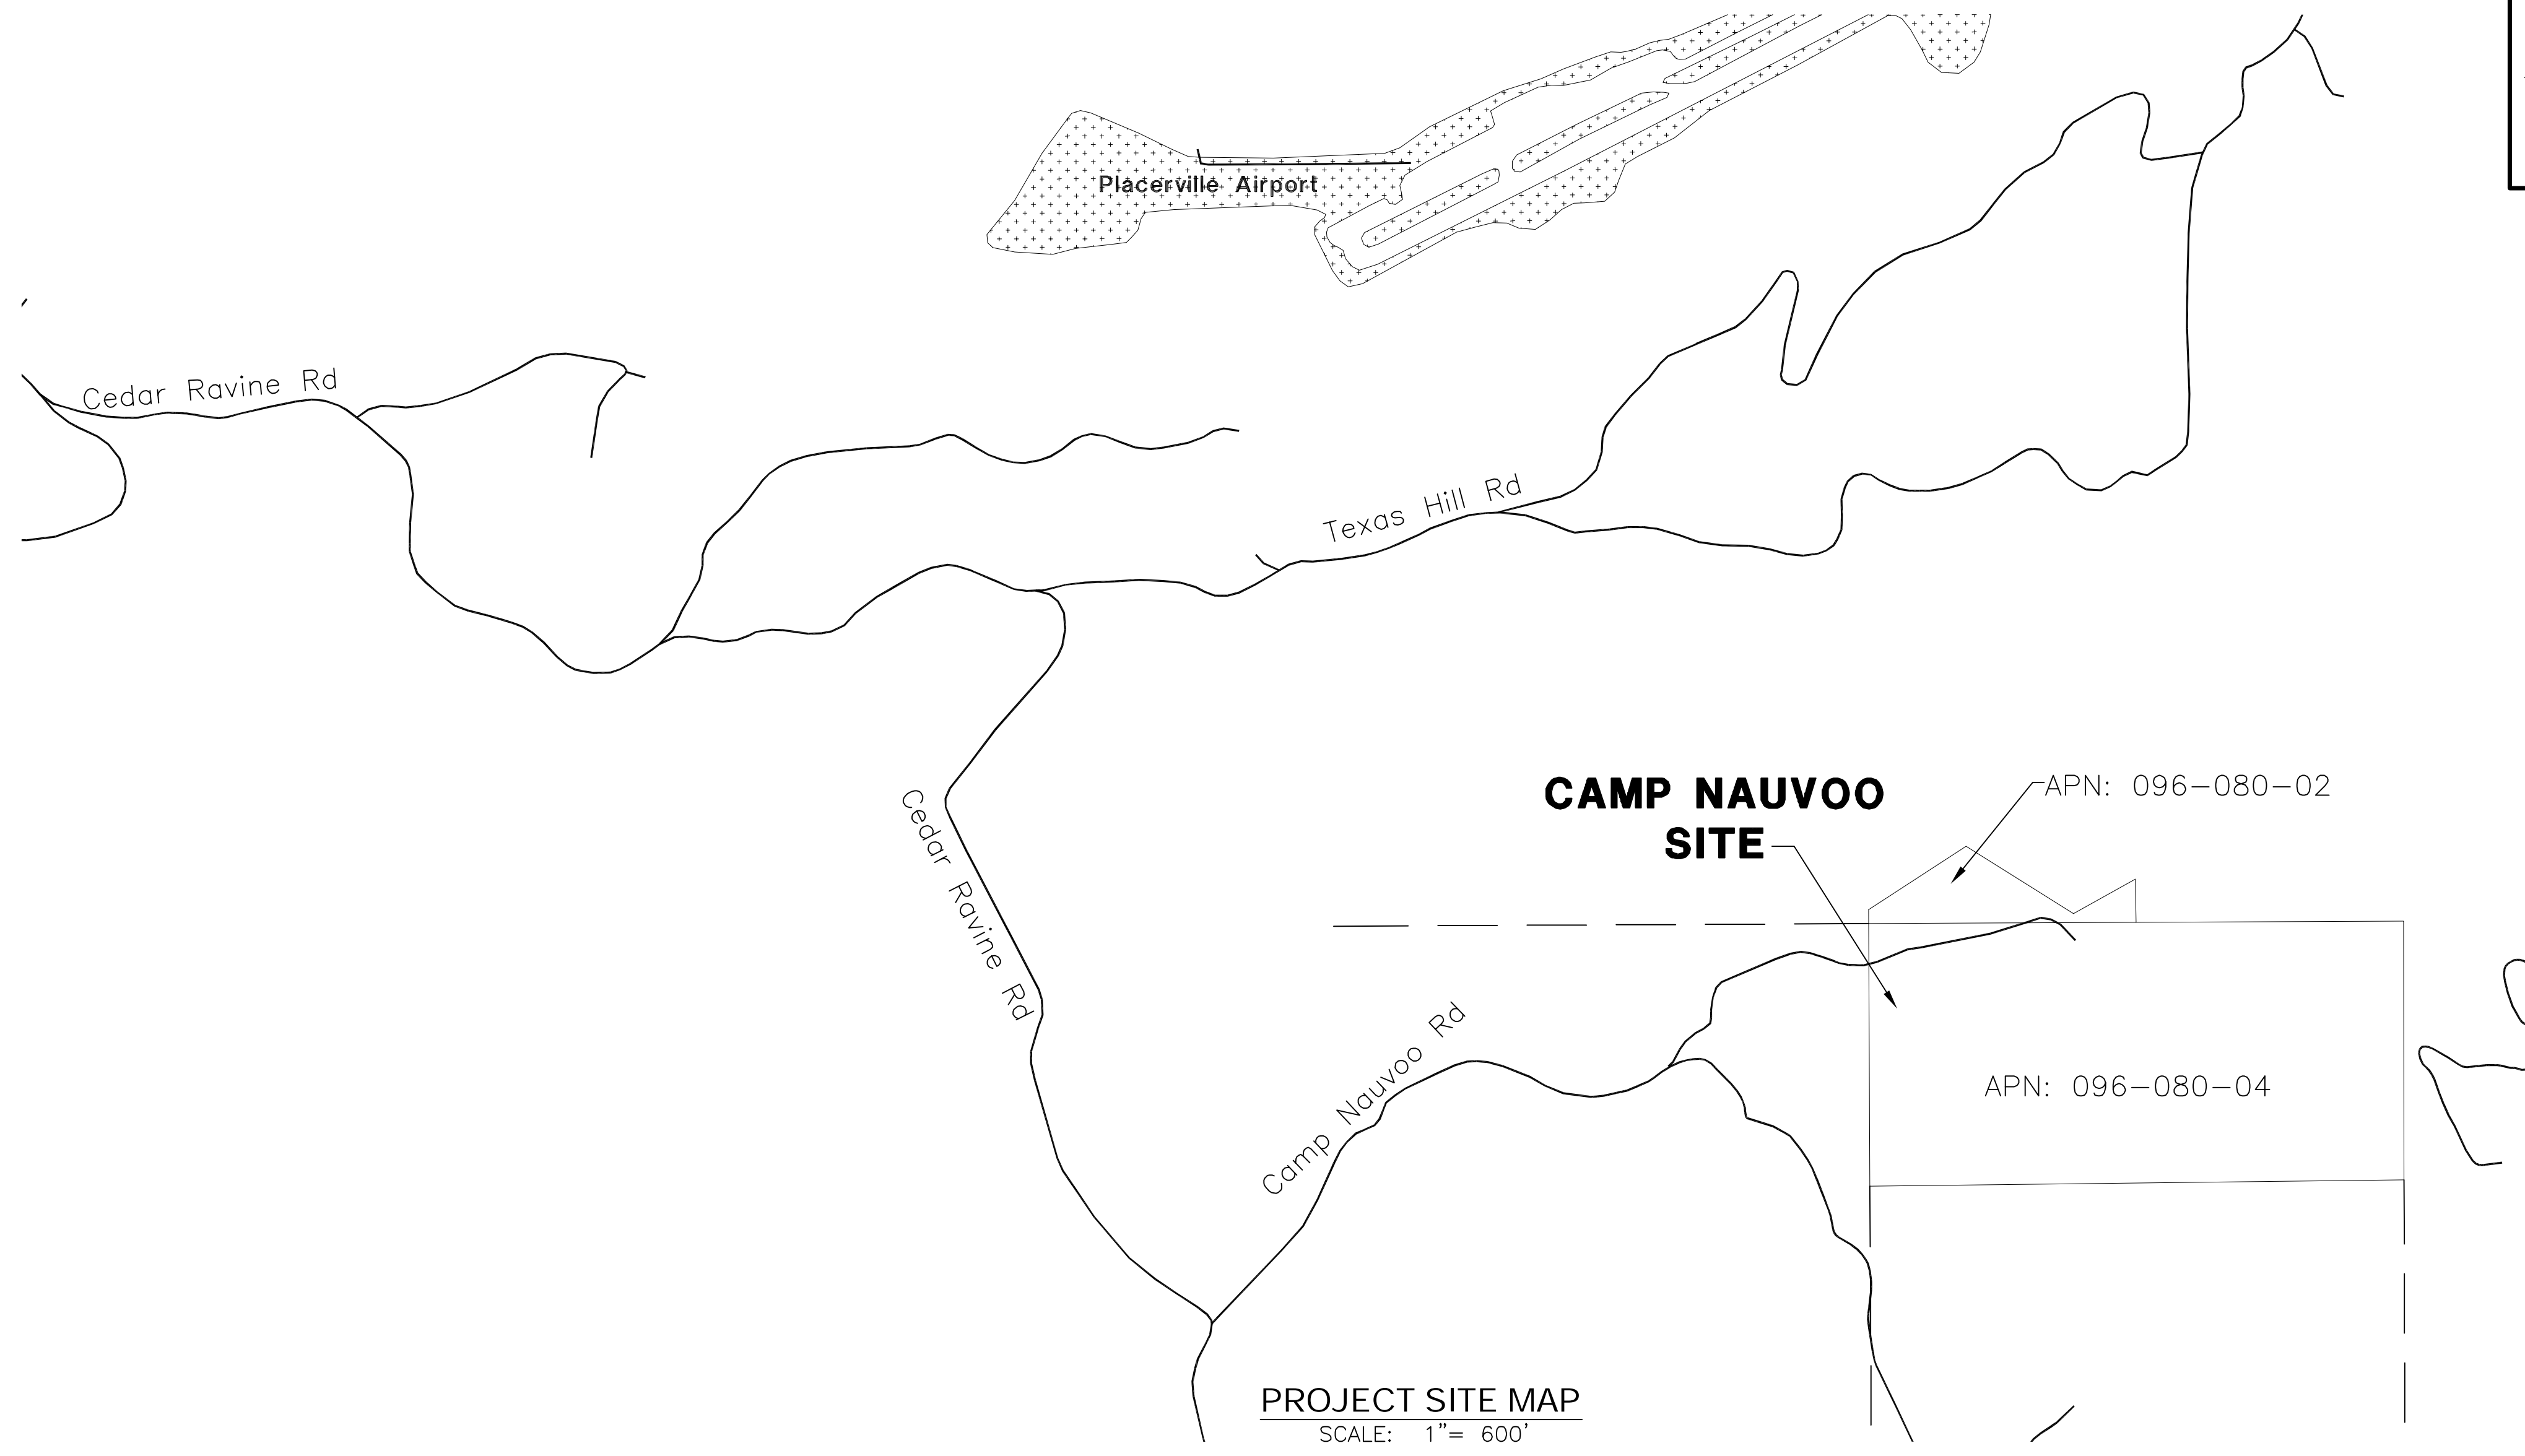 Placerville Airport
Cedar Ravine Rd
Texas Hill Rd
CAMP NAUVOO
SITE
APN: 096-080-02
Cedar Ravine Rd
Camp Nauvoo Rd
APN: 096-080-04
PROJECT SITE MAP
SCALE: 1"= 600'